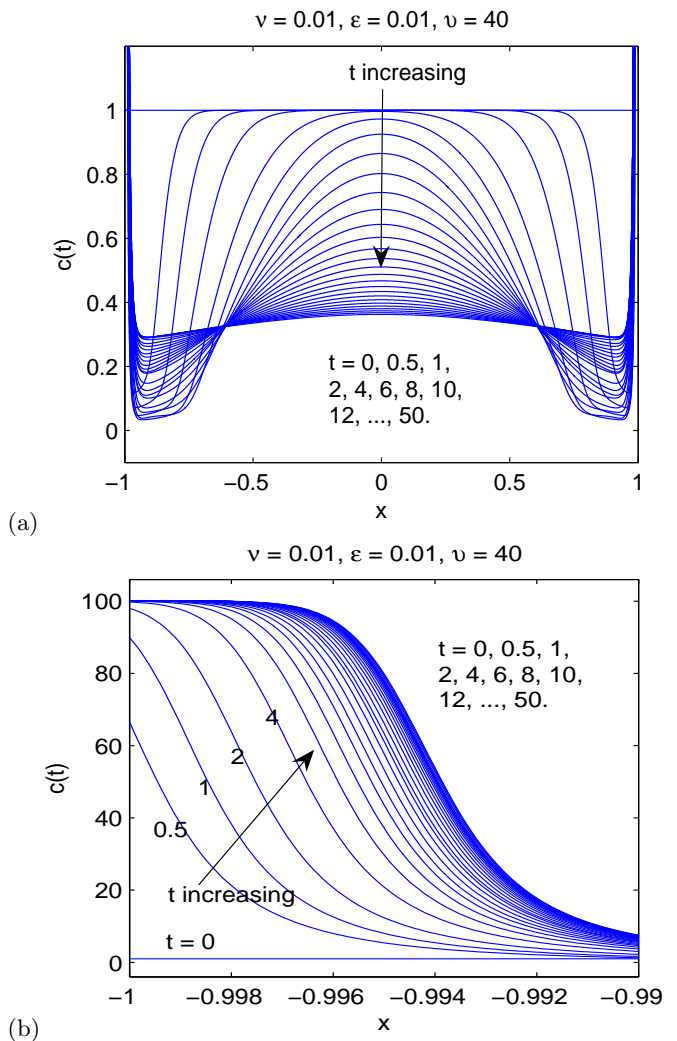 ν = 0.01, ε = 0.01, υ = 40
t increasing
1
0.8
0.6
0.4
0.2
0
c(t)
t = 0, 0.5, 1,
2, 4, 6, 8, 10,
12, ..., 50.
−1
−0.5
0
0.5
1
x
(a)
ν = 0.01, ε = 0.01, υ = 40
100
80
60
40
20
0
c(t)
t = 0, 0.5, 1,
2, 4, 6, 8, 10,
12, ..., 50.
4
2
1
0.5
t increasing
t = 0
−1
−0.998
−0.996
−0.994
−0.992
−0.99
x
(b)